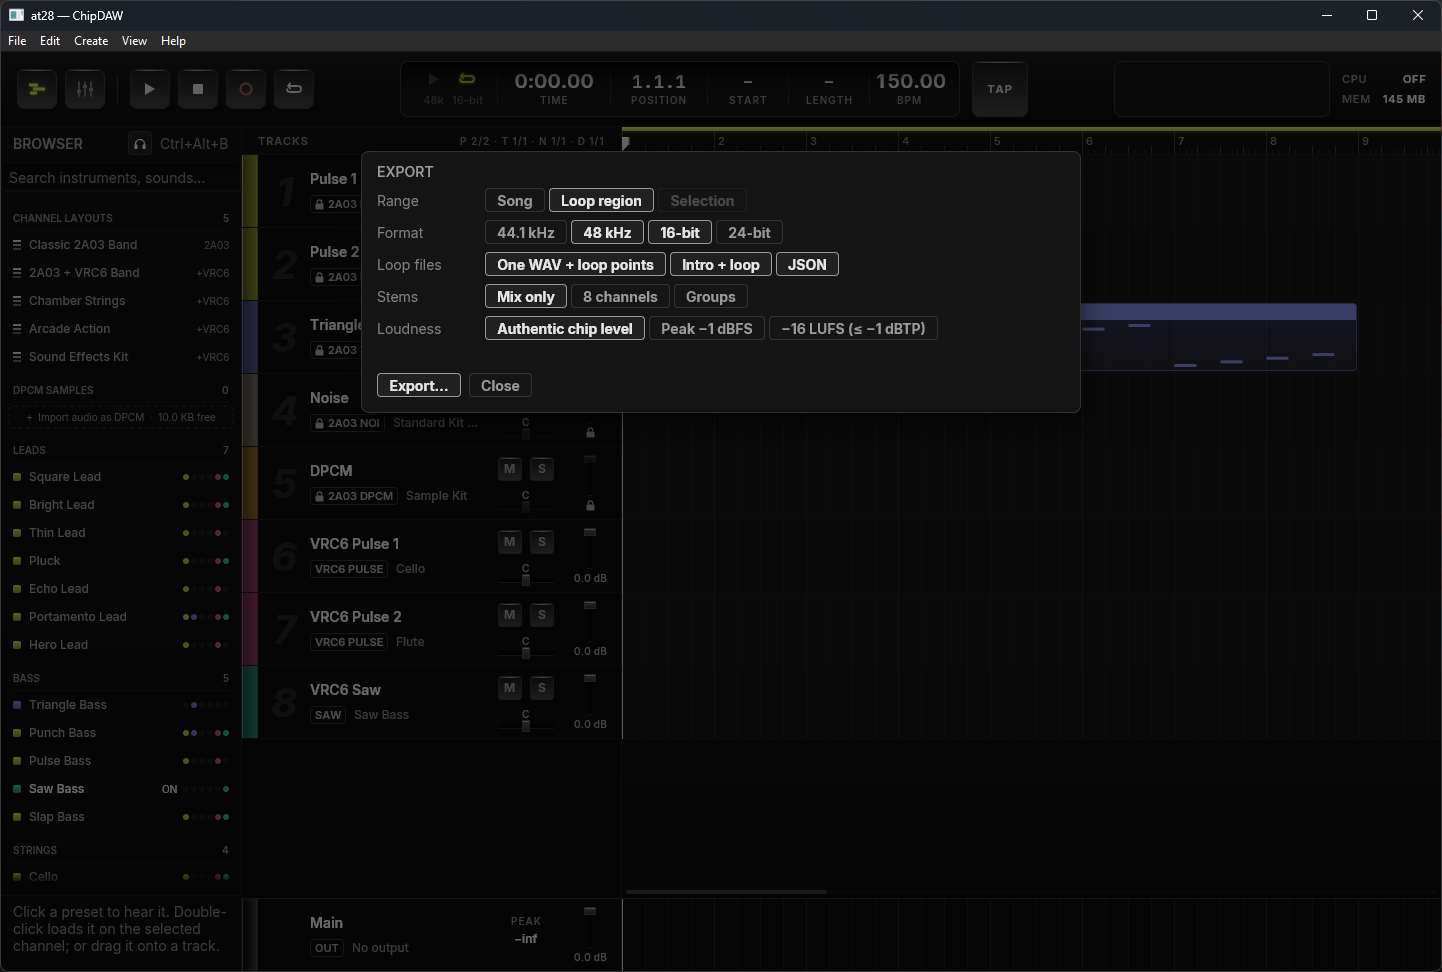 at28 — ChipDAW
File Edit Create View Help
48k 16-bit
0:00.00
TIME
1.1.1
POSITION
–
START
–
LENGTH
150.00
BPM
TAP
CPU OFF
MEM 145 MB
BROWSER Ctrl+Alt+B
Search instruments, sounds...
CHANNEL LAYOUTS 5
Classic 2A03 Band 2A03
2A03 + VRC6 Band +VRC6
Chamber Strings +VRC6
Arcade Action +VRC6
Sound Effects Kit +VRC6
DPCM SAMPLES 0
+ Import audio as DPCM · 10.0 KB free
LEADS 7
Square Lead
Bright Lead
Thin Lead
Pluck
Echo Lead
Portamento Lead
Hero Lead
BASS 5
Triangle Bass
Punch Bass
Pulse Bass
Saw Bass ON
Slap Bass
STRINGS 4
Cello
Click a preset to hear it. Double-
click loads it on the selected
channel; or drag it onto a track.
TRACKS P 2/2 · T 1/1 · N 1/1 · D 1/1
2 3 4 5 6 7 8 9
1 Pulse 1
2A03
2 Pulse 2
2A03
3 Triangle
2A03
4 Noise
2A03 NOI Standard Kit ... C
5 DPCM M S
2A03 DPCM Sample Kit C
6 VRC6 Pulse 1 M S
VRC6 PULSE Cello C 0.0 dB
7 VRC6 Pulse 2 M S
VRC6 PULSE Flute C 0.0 dB
8 VRC6 Saw M S
SAW Saw Bass C 0.0 dB
Main PEAK
OUT No output –inf 0.0 dB
EXPORT
Range Song Loop region Selection
Format 44.1 kHz 48 kHz 16-bit 24-bit
Loop files One WAV + loop points Intro + loop JSON
Stems Mix only 8 channels Groups
Loudness Authentic chip level Peak −1 dBFS −16 LUFS (≤ −1 dBTP)
Export... Close